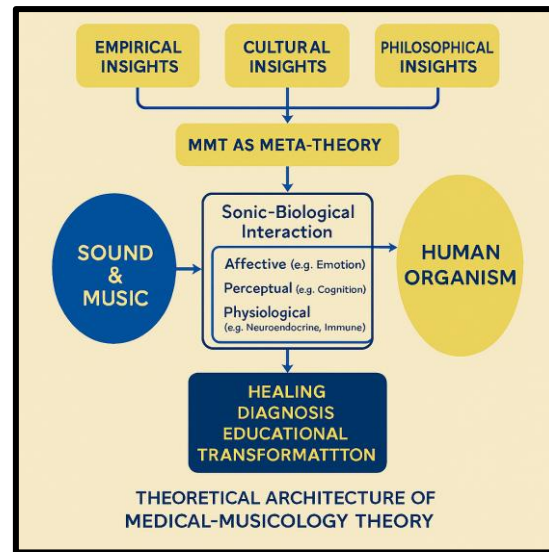 EMPIRICAL
INSIGHTS
CULTURAL
INSIGHTS
PHILOSOPHICAL
INSIGHTS
MMT AS META-THEORY
SOUND
&
MUSIC
Sonic-Biological
Interaction
Affective (e.g. Emotion)
Perceptual (e.g. Cognition)
Physiological
(e.g. Neuroendocrine, Immune)
HUMAN
ORGANISM
HEALING
DIAGNOSIS
EDUCATIONAL
TRANSFORMATTTON
THEORETICAL ARCHITECTURE OF
MEDICAL-MUSICOLOGY THEORY